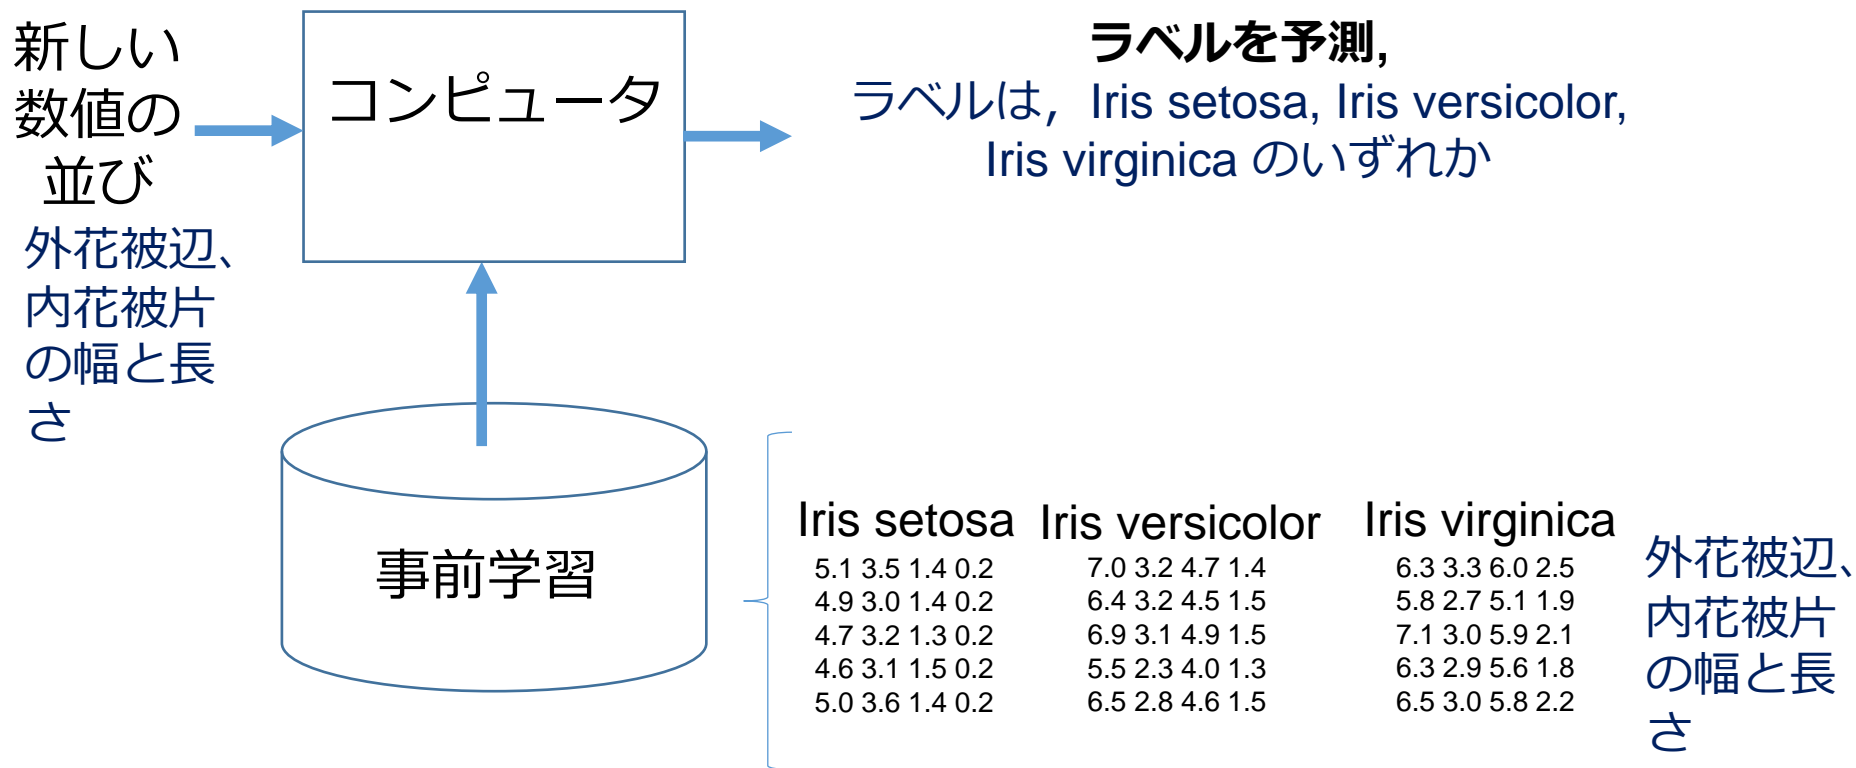 新しい
数値の
並び
外花被辺、
内花被片
の幅と長
さ
コンピュータ
ラベルを予測,
ラベルは，Iris setosa, Iris versicolor,
Iris virginica のいずれか
事前学習
Iris setosa
5.1 3.5 1.4 0.2
4.9 3.0 1.4 0.2
4.7 3.2 1.3 0.2
4.6 3.1 1.5 0.2
5.0 3.6 1.4 0.2
Iris versicolor
7.0 3.2 4.7 1.4
6.4 3.2 4.5 1.5
6.9 3.1 4.9 1.5
5.5 2.3 4.0 1.3
6.5 2.8 4.6 1.5
Iris virginica
6.3 3.3 6.0 2.5
5.8 2.7 5.1 1.9
7.1 3.0 5.9 2.1
6.3 2.9 5.6 1.8
6.5 3.0 5.8 2.2
外花被辺、
内花被片
の幅と長
さ